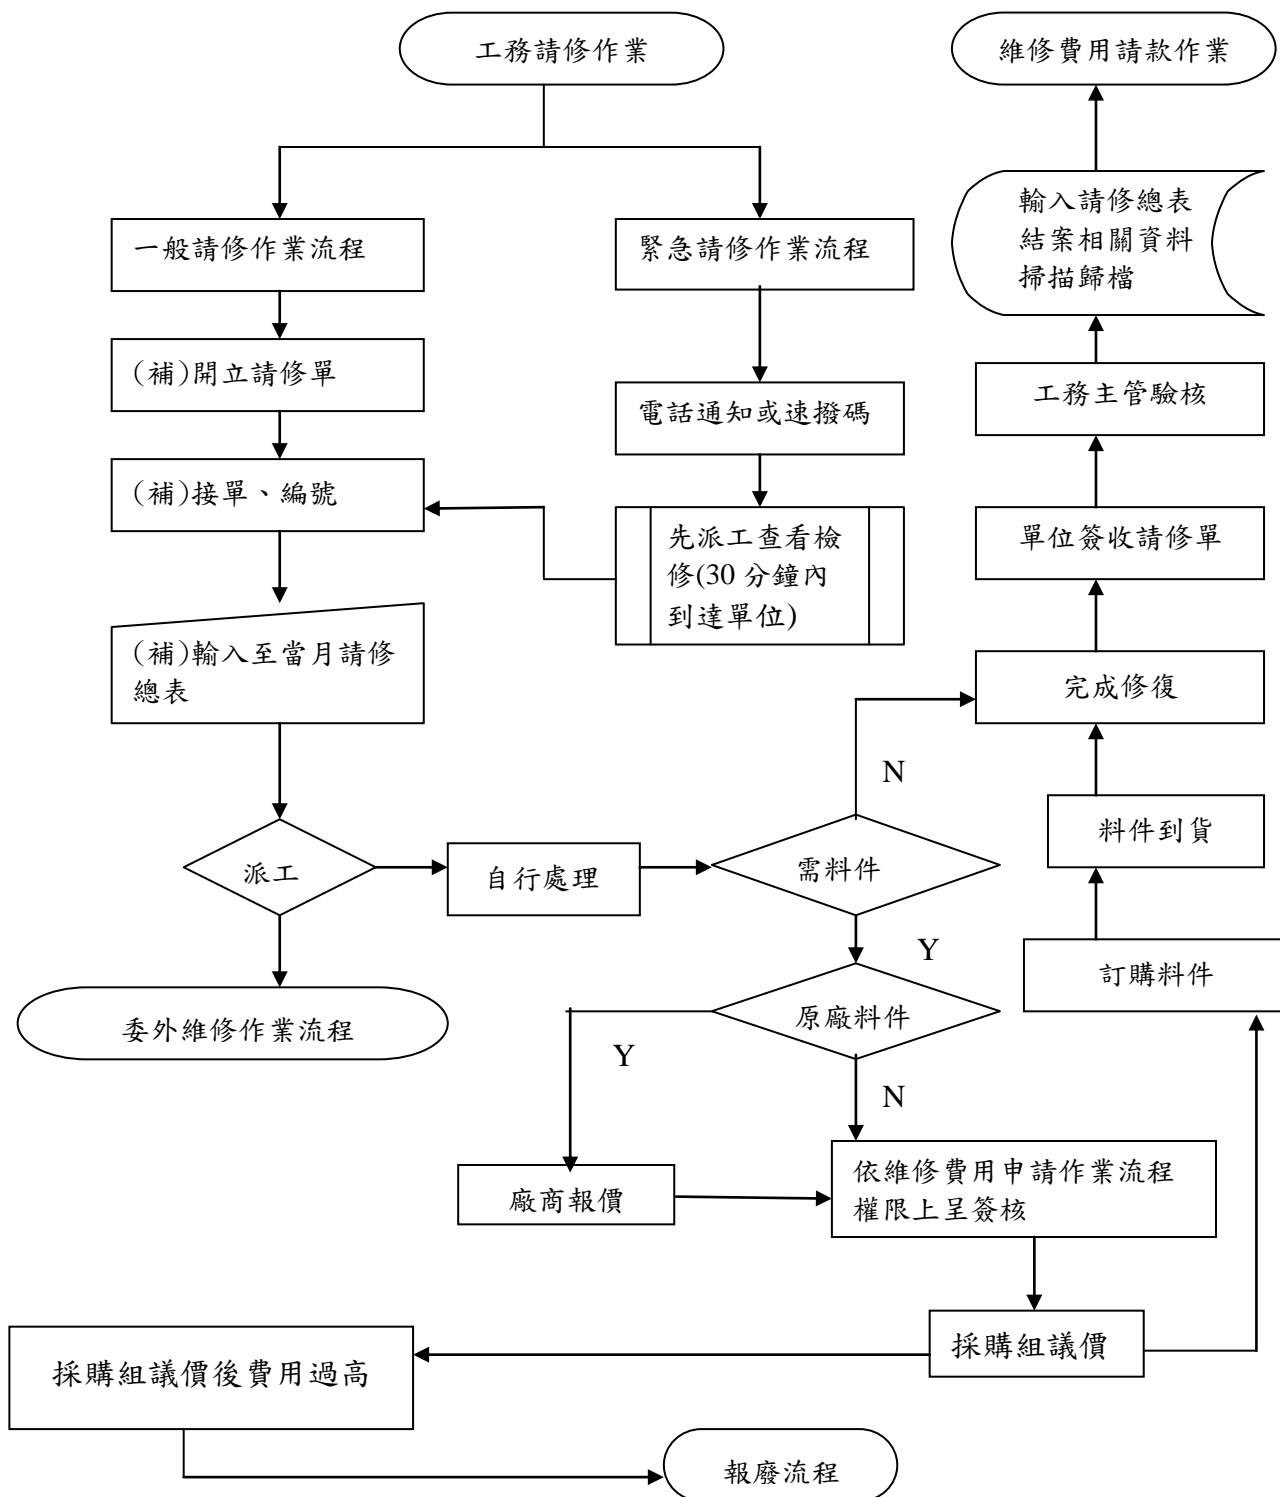 工務請修作業
維修費用請款作業
一般請修作業流程
緊急請修作業流程
輸入請修總表
結案相關資料
掃描歸檔
(補)開立請修單
電話通知或速撥碼
工務主管驗核
(補)接單、編號
先派工查看檢
修(30 分鐘內
到達單位)
單位簽收請修單
(補)輸入至當月請修
總表
完成修復
N
料件到貨
派工
自行處理
需料件
Y
訂購料件
委外維修作業流程
原廠料件
Y
N
廠商報價
依維修費用申請作業流程
權限上呈簽核
採購組議價
採購組議價後費用過高
報廢流程